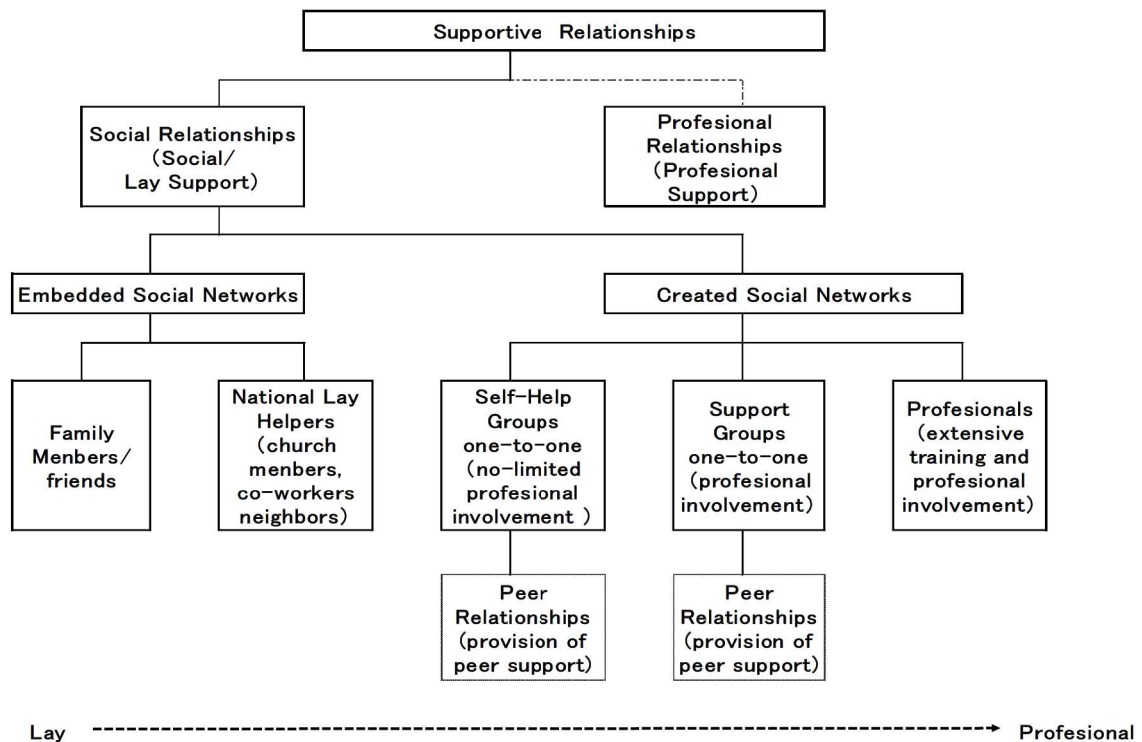 Supportive Relationships
Social Relationships
(Social/
Lay Support)
Profesional
Relationships
(Profesional
Support)
Embedded Social Networks
Created Social Networks
Family
Menbers/
friends
National Lay
Helpers
(church
menbers,
co-workers
neighbors)
Self-Help
Groups
one-to-one
(no-limited
profesional
involvement )
Support
Groups
one-to-one
(profesional
involvement)
Profesionals
(extensive
training and
profesional
involvement)
Peer
Relationships
(provision of
peer support)
Peer
Relationships
(provision of
peer support)
Lay
Profesional